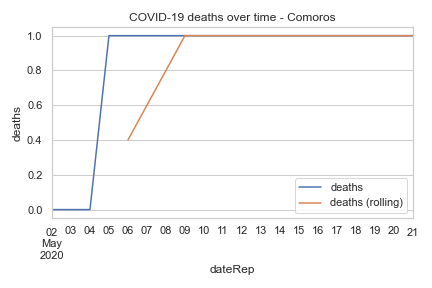 COVID-19 deaths over time - Comoros
deaths
1.0
0.8
0.6
0.4
0.2
0.0
deaths
deaths (rolling)
02 03 04 05 06 07 08 09 10 11 12 13 14 15 16 17 18 19 20 21
May
2020
dateRep